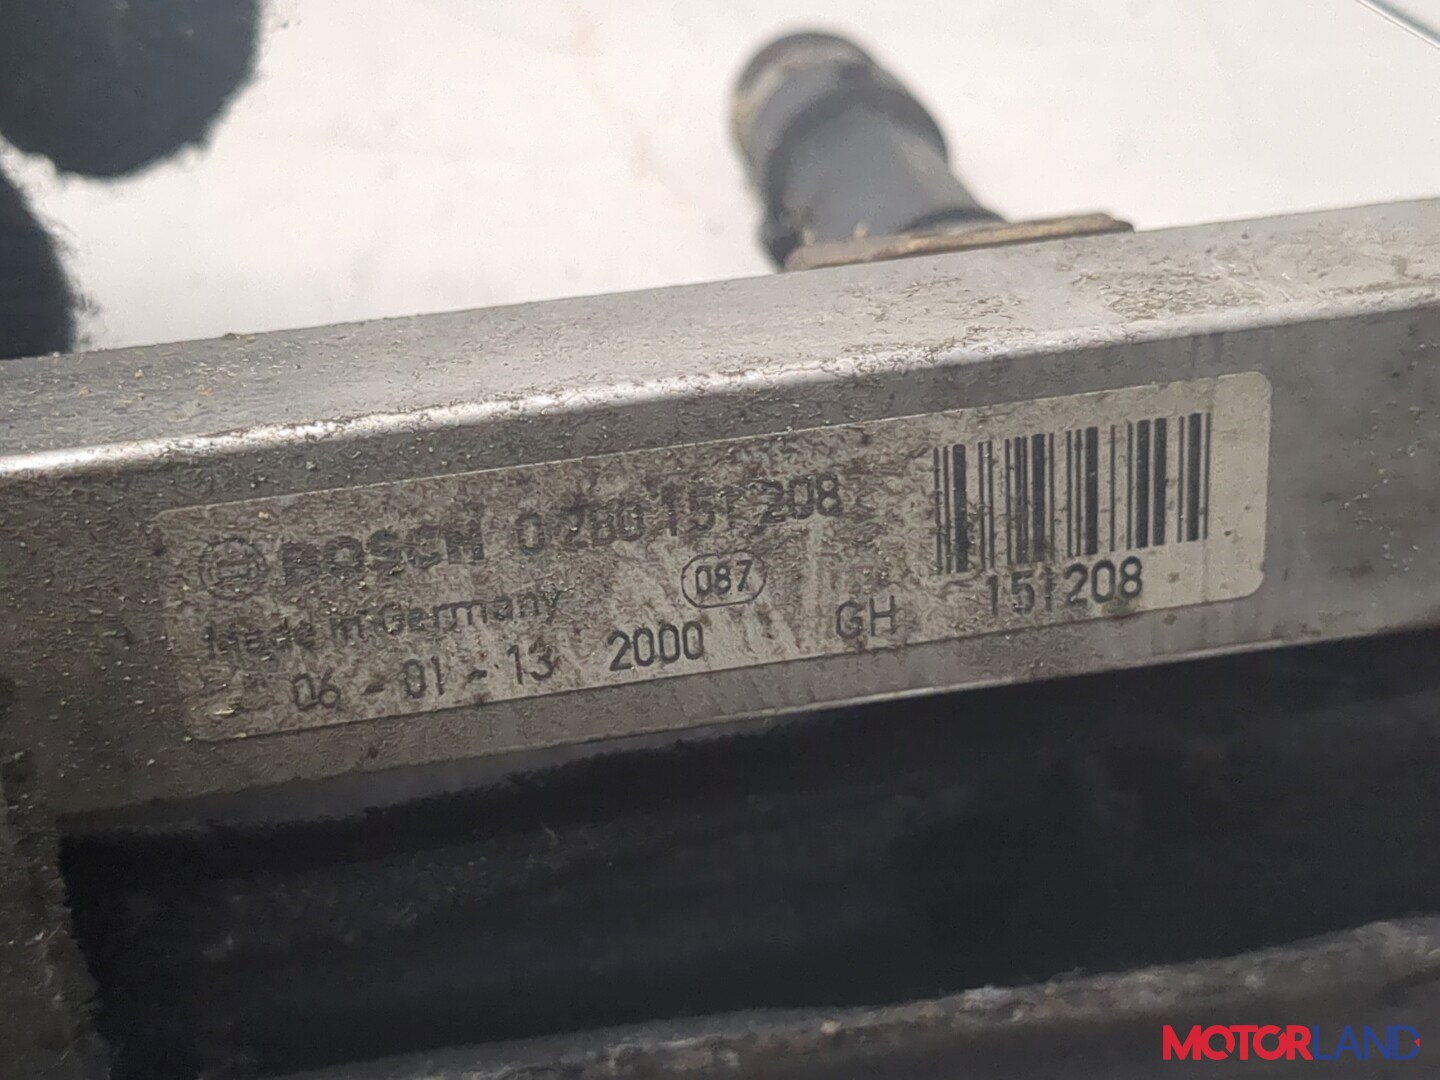 BOSCH 0 280 151 208
Made in Germany 087
06 - 01 - 13 2000 GH 151208
MOTORLAND